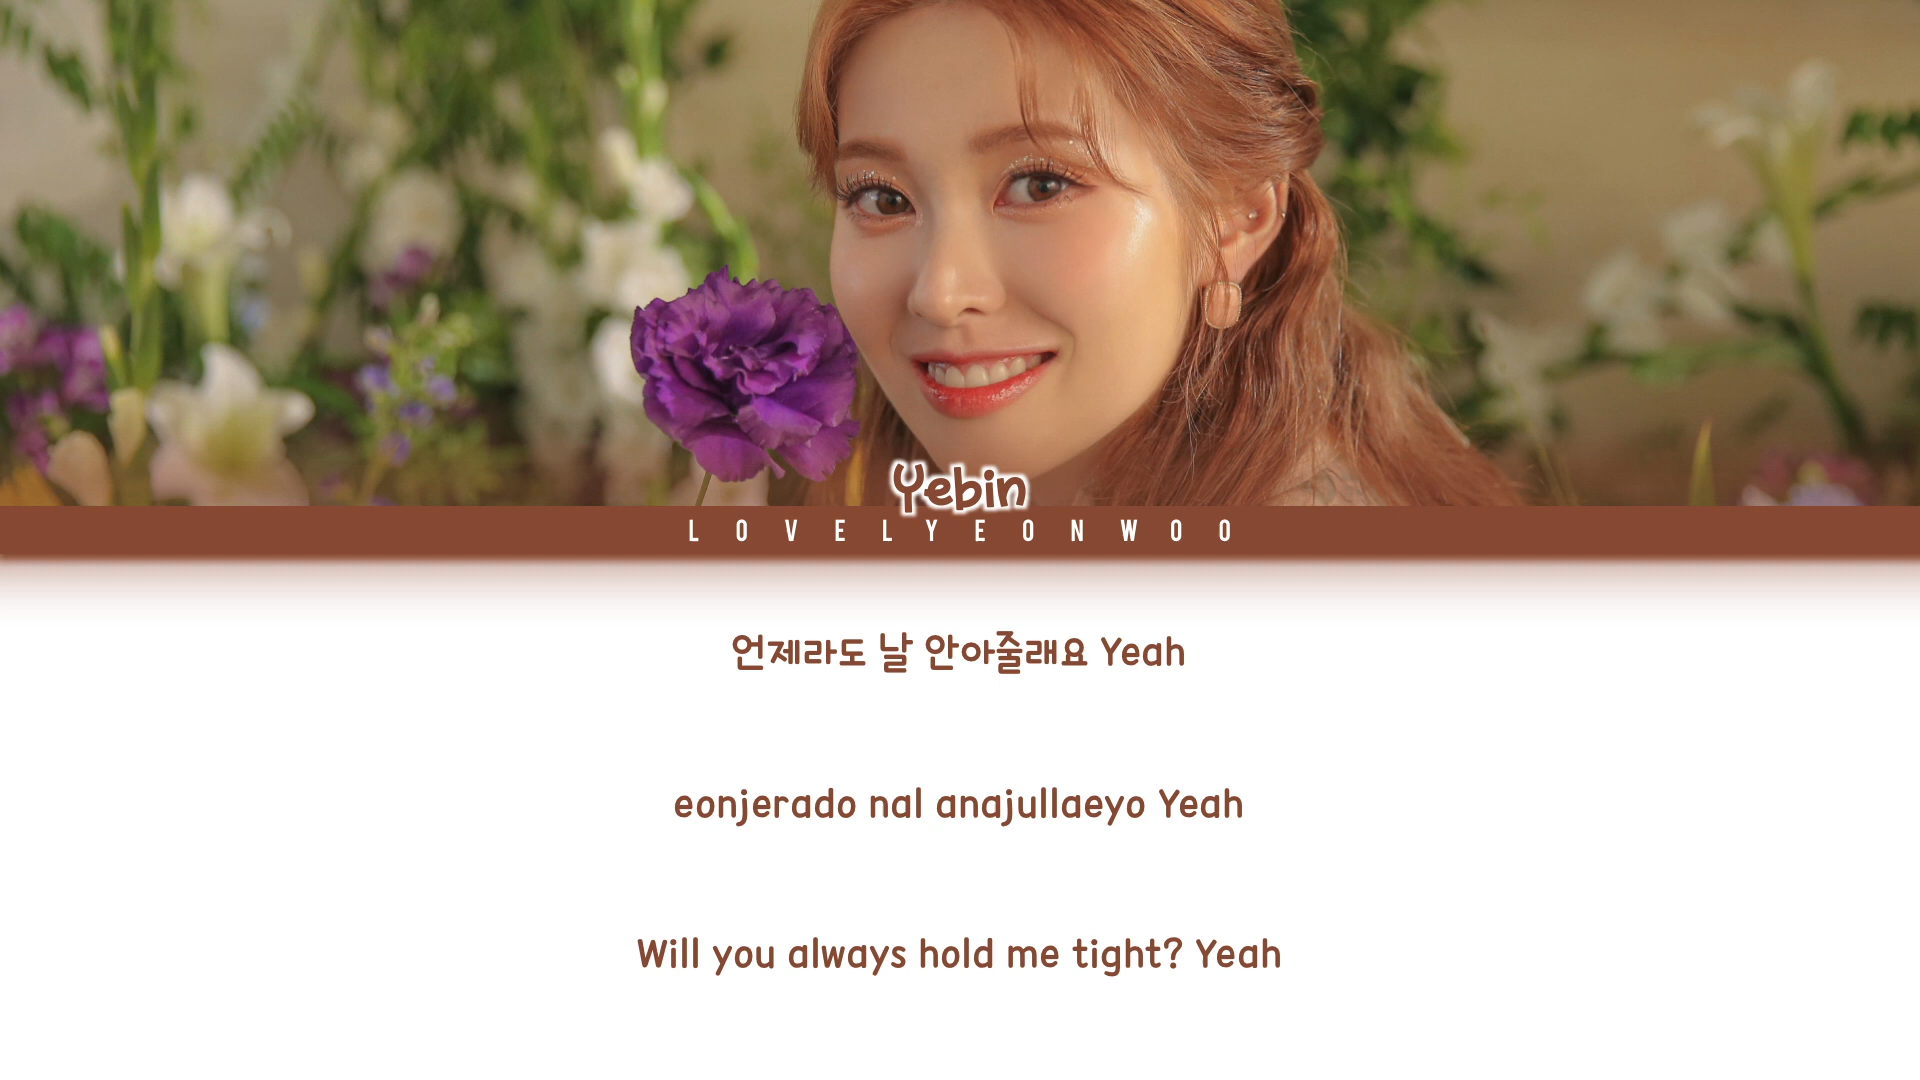 Yebin
LOVELYEONWOO
언제라도 날 안아줄래요 Yeah
eonjerado nal anajullaeyo Yeah
Will you always hold me tight? Yeah